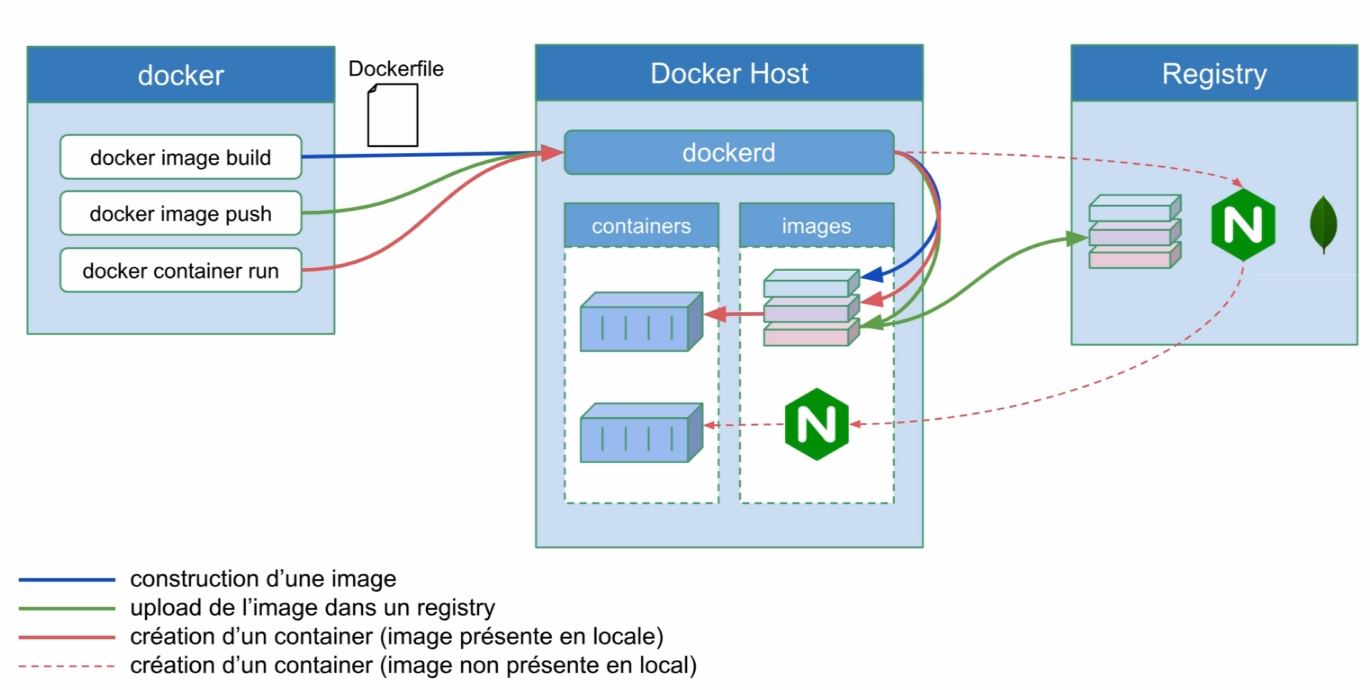 docker
Dockerfile
Docker Host
Registry
docker image build
docker image push
docker container run
dockerd
containers
images
N
N
construction d'une image
upload de l'image dans un registry
création d'un container (image présente en locale)
création d'un container (image non présente en local)